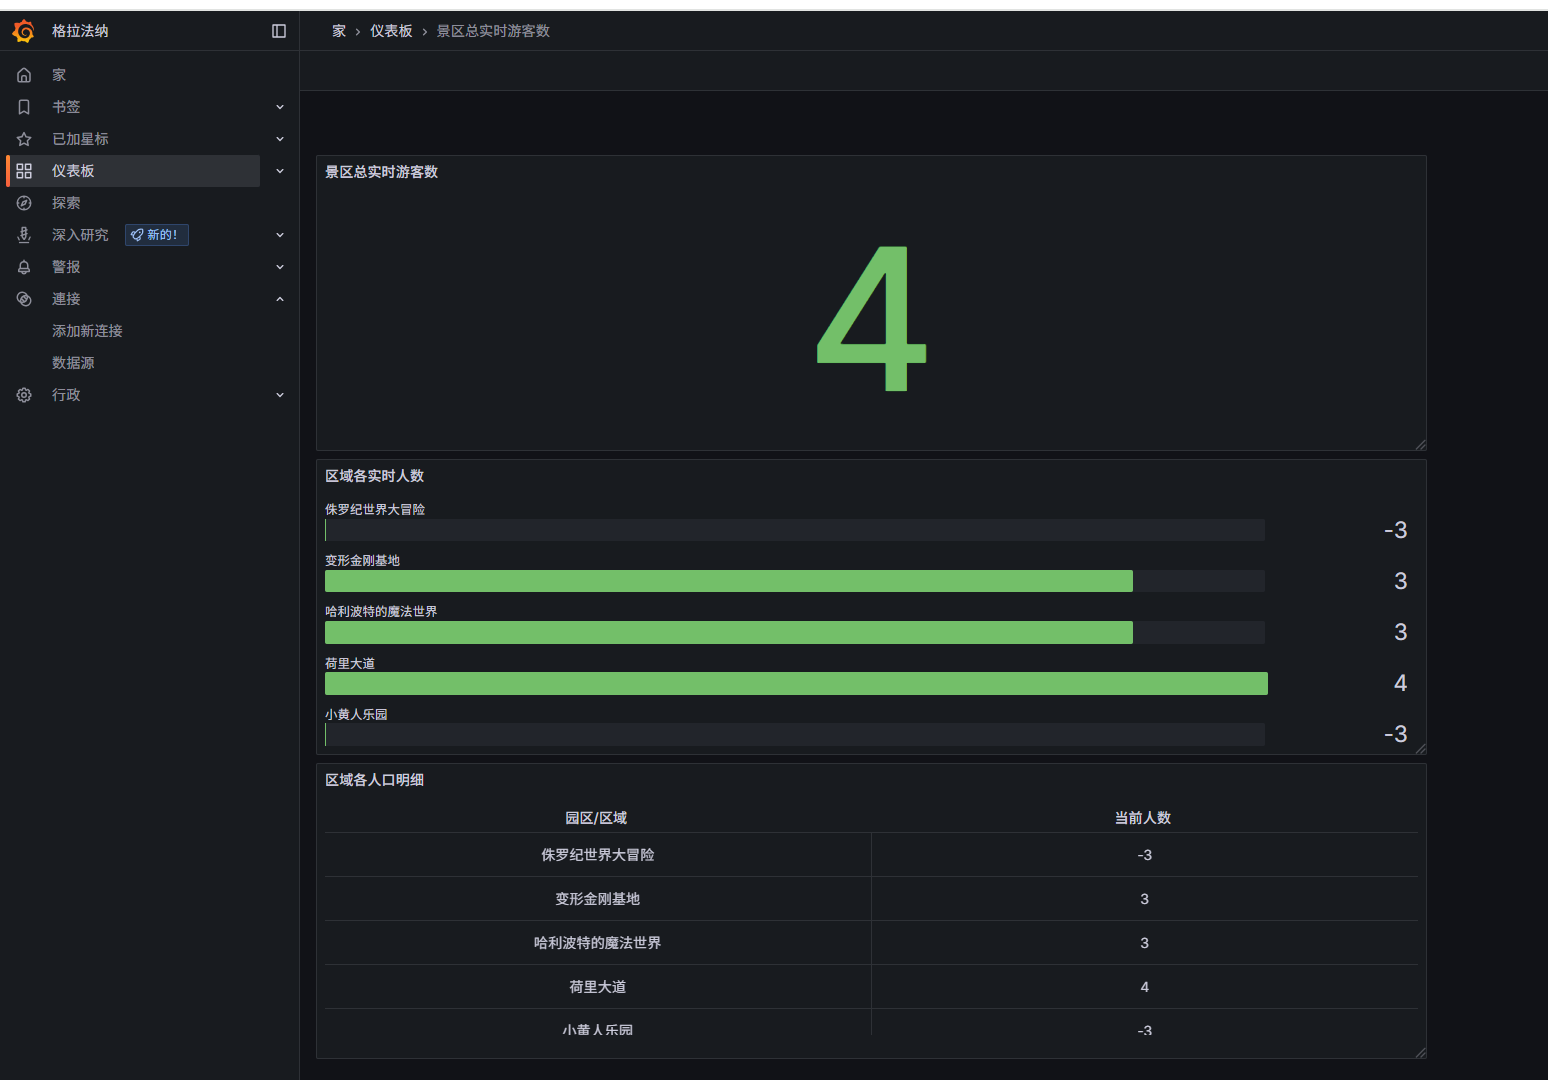 格拉法纳
家 › 仪表板 › 景区总实时游客数
家
书签
已加星标
仪表板
探索
深入研究 新的！
警报
連接
添加新连接
数据源
行政
景区总实时游客数
4
区域各实时人数
侏罗纪世界大冒险
-3
变形金刚基地
3
哈利波特的魔法世界
3
荷里大道
4
小黄人乐园
-3
区域各人口明细
园区/区域 当前人数
侏罗纪世界大冒险 -3
变形金刚基地 3
哈利波特的魔法世界 3
荷里大道 4
小黄人乐园 -3